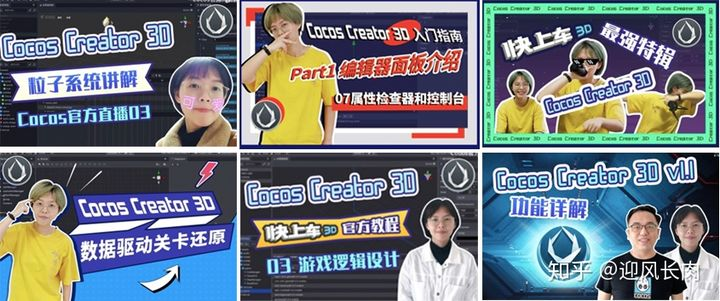 Cocos Creator 3D
粒子系统讲解
Cocos官方直播03
可爱
Cocos Creator 3D 入门指南
Part1 编辑器面板介绍
07属性检查器和控制台
快上车 3D 最强特辑
Cocos Creator 3D
Cocos Creator 3D
数据驱动关卡还原
Cocos Creator 3D
快上车 3D 官方教程
03 游戏逻辑设计
Cocos Creator 3D v1.1
功能详解
COCOS
知乎 @迎风长肉